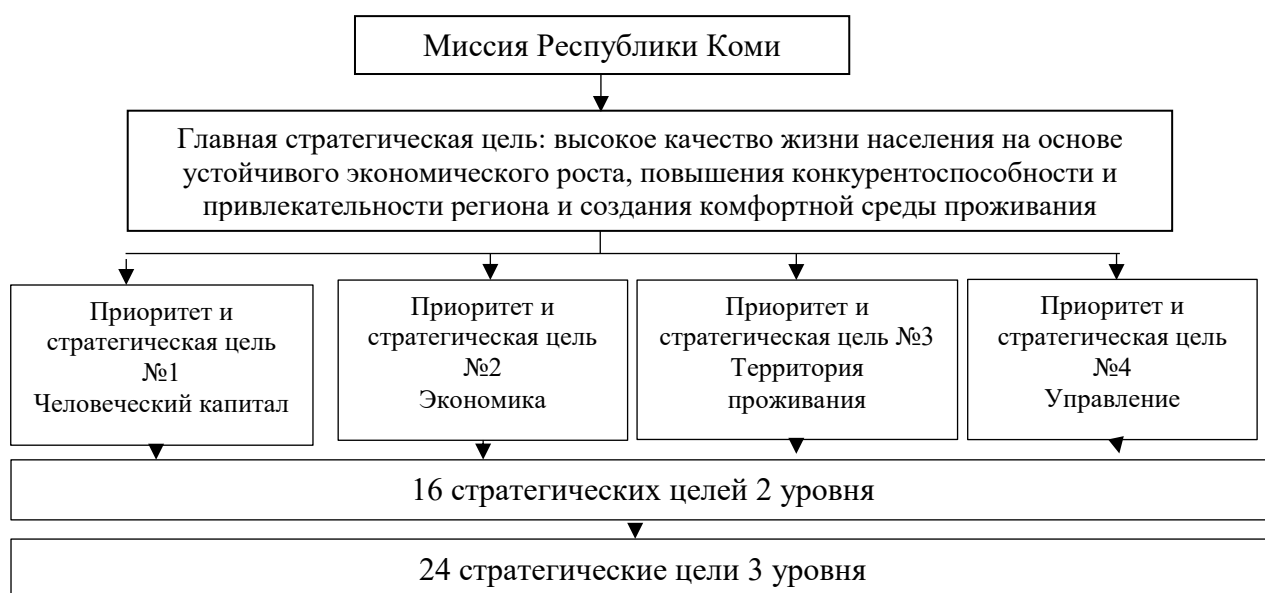 Миссия Республики Коми
Главная стратегическая цель: высокое качество жизни населения на основе
устойчивого экономического роста, повышения конкурентоспособности и
привлекательности региона и создания комфортной среды проживания
Приоритет и
стратегическая цель
№1
Человеческий капитал
Приоритет и
стратегическая цель
№2
Экономика
Приоритет и
стратегическая цель №3
Территория
проживания
Приоритет и
стратегическая цель
№4
Управление
16 стратегических целей 2 уровня
24 стратегические цели 3 уровня